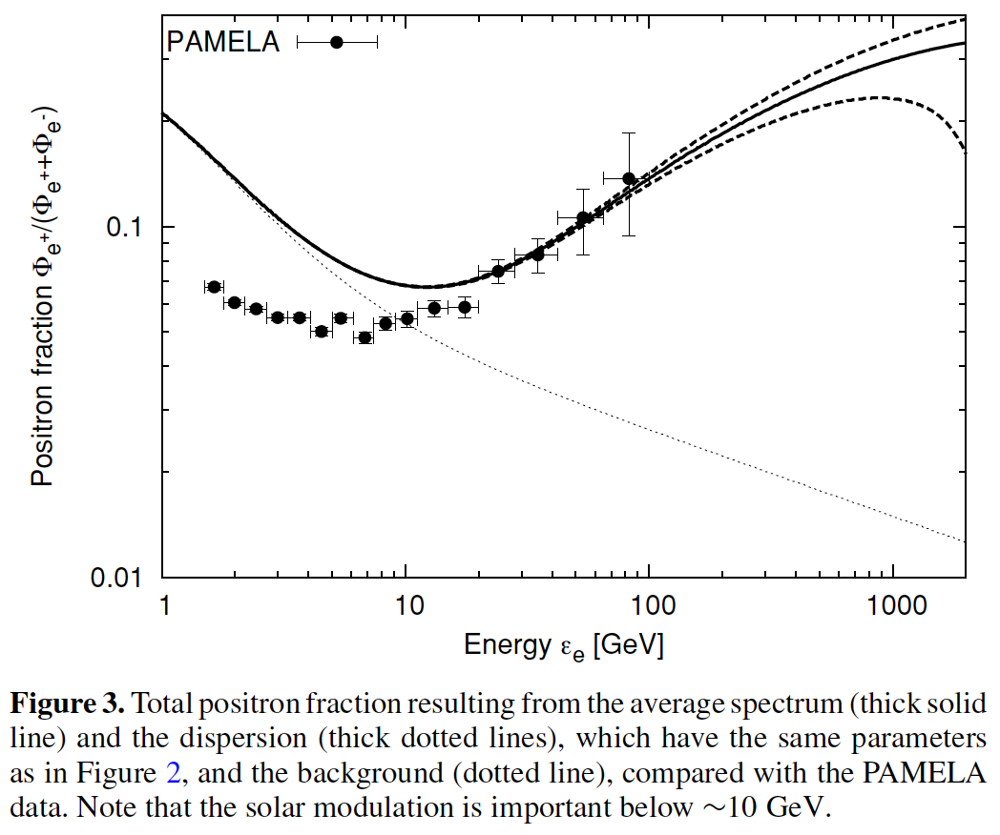 PAMELA
0.1
0.01
1 10 100 1000
Positron fraction Φe+/(Φe++Φe-)
Energy εe [GeV]
Figure 3. Total positron fraction resulting from the average spectrum (thick solid
line) and the dispersion (thick dotted lines), which have the same parameters
as in Figure 2, and the background (dotted line), compared with the PAMELA
data. Note that the solar modulation is important below ∼10 GeV.